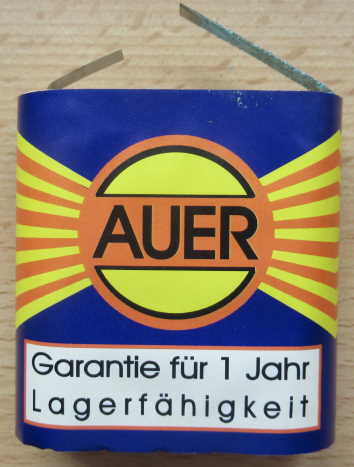 AUER
Garantie für 1 Jahr
Lagerfähigkeit